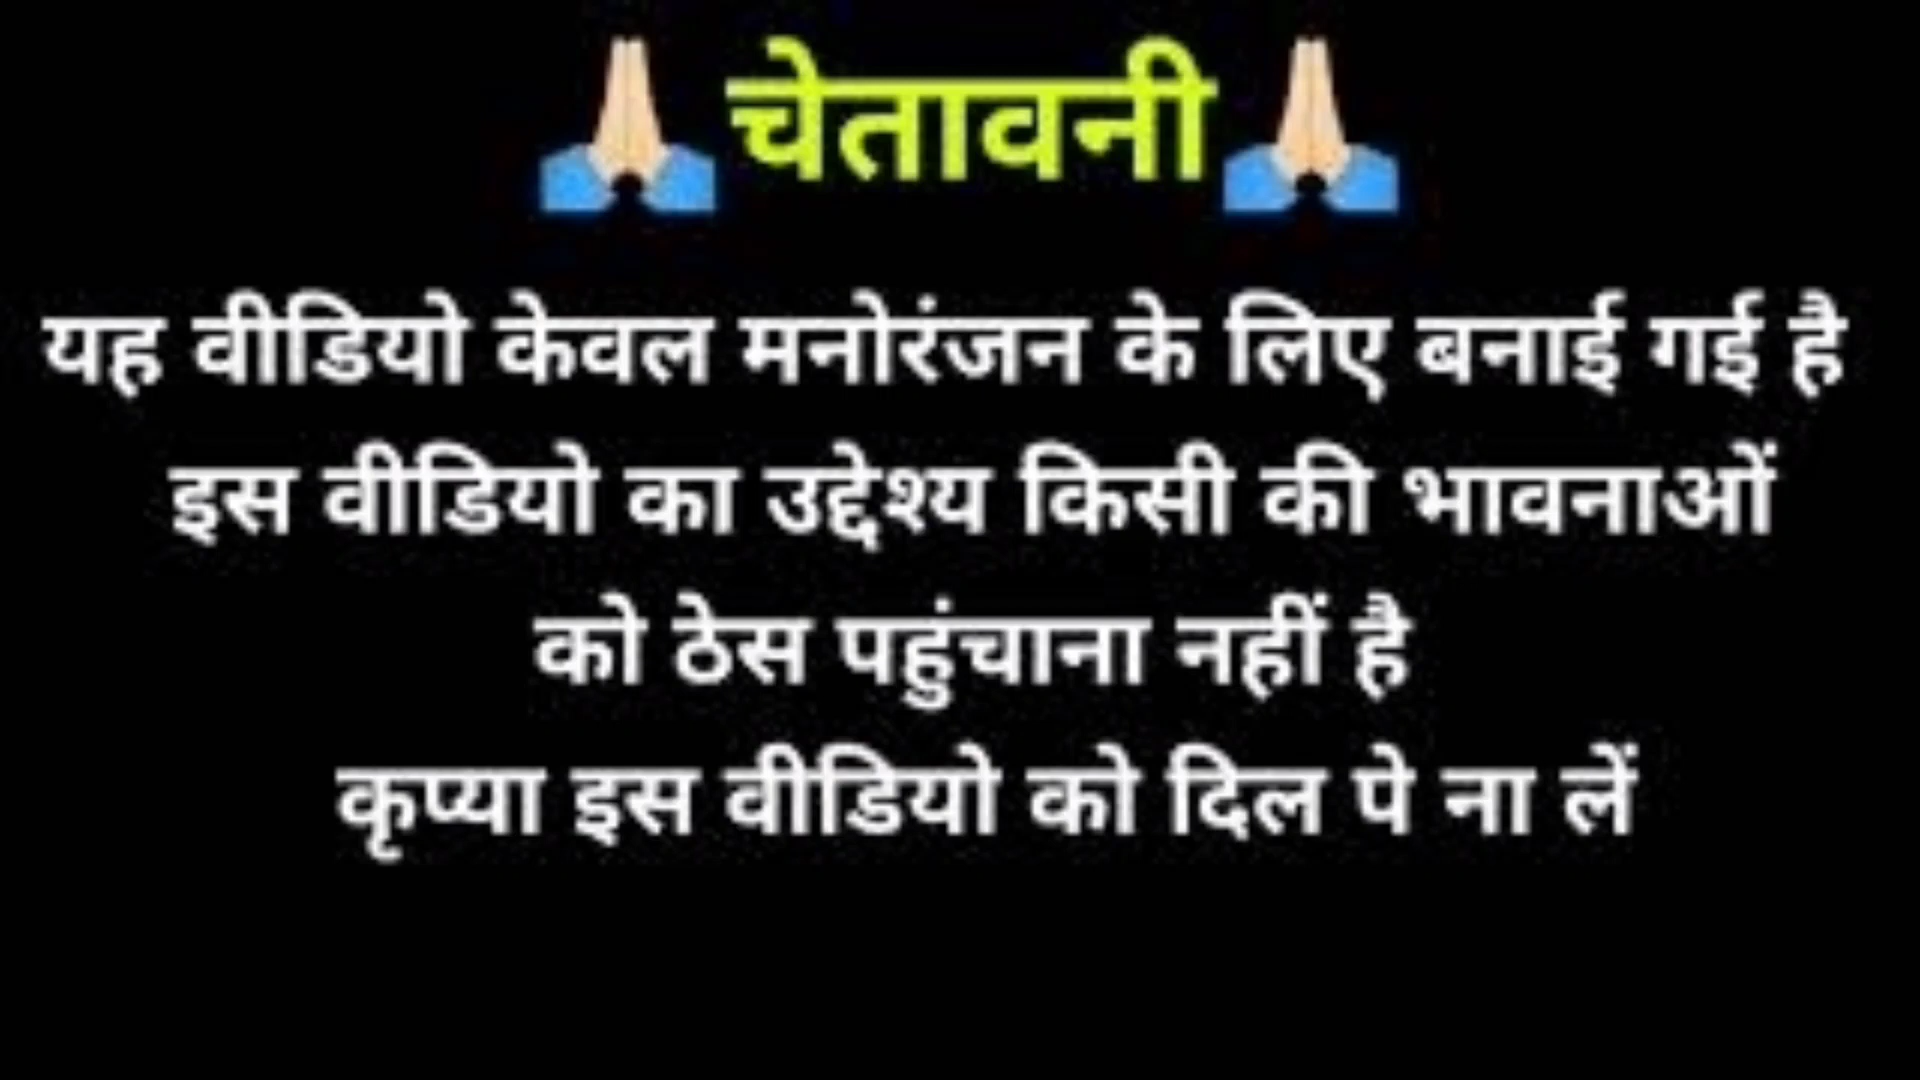 🙏🏻चेतावनी🙏🏻
यह वीडियो केवल मनोरंजन के लिए बनाई गई है
इस वीडियो का उद्देश्य किसी की भावनाओं
को ठेस पहुंचाना नहीं है
कृप्या इस वीडियो को दिल पे ना लें